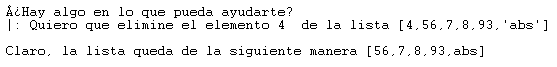 Å¿Hay algo en lo que pueda ayudarte?
|: Quiero que elimine el elemento 4  de la lista [4,56,7,8,93,'abs']
Claro, la lista queda de la siguiente manera [56,7,8,93,abs]